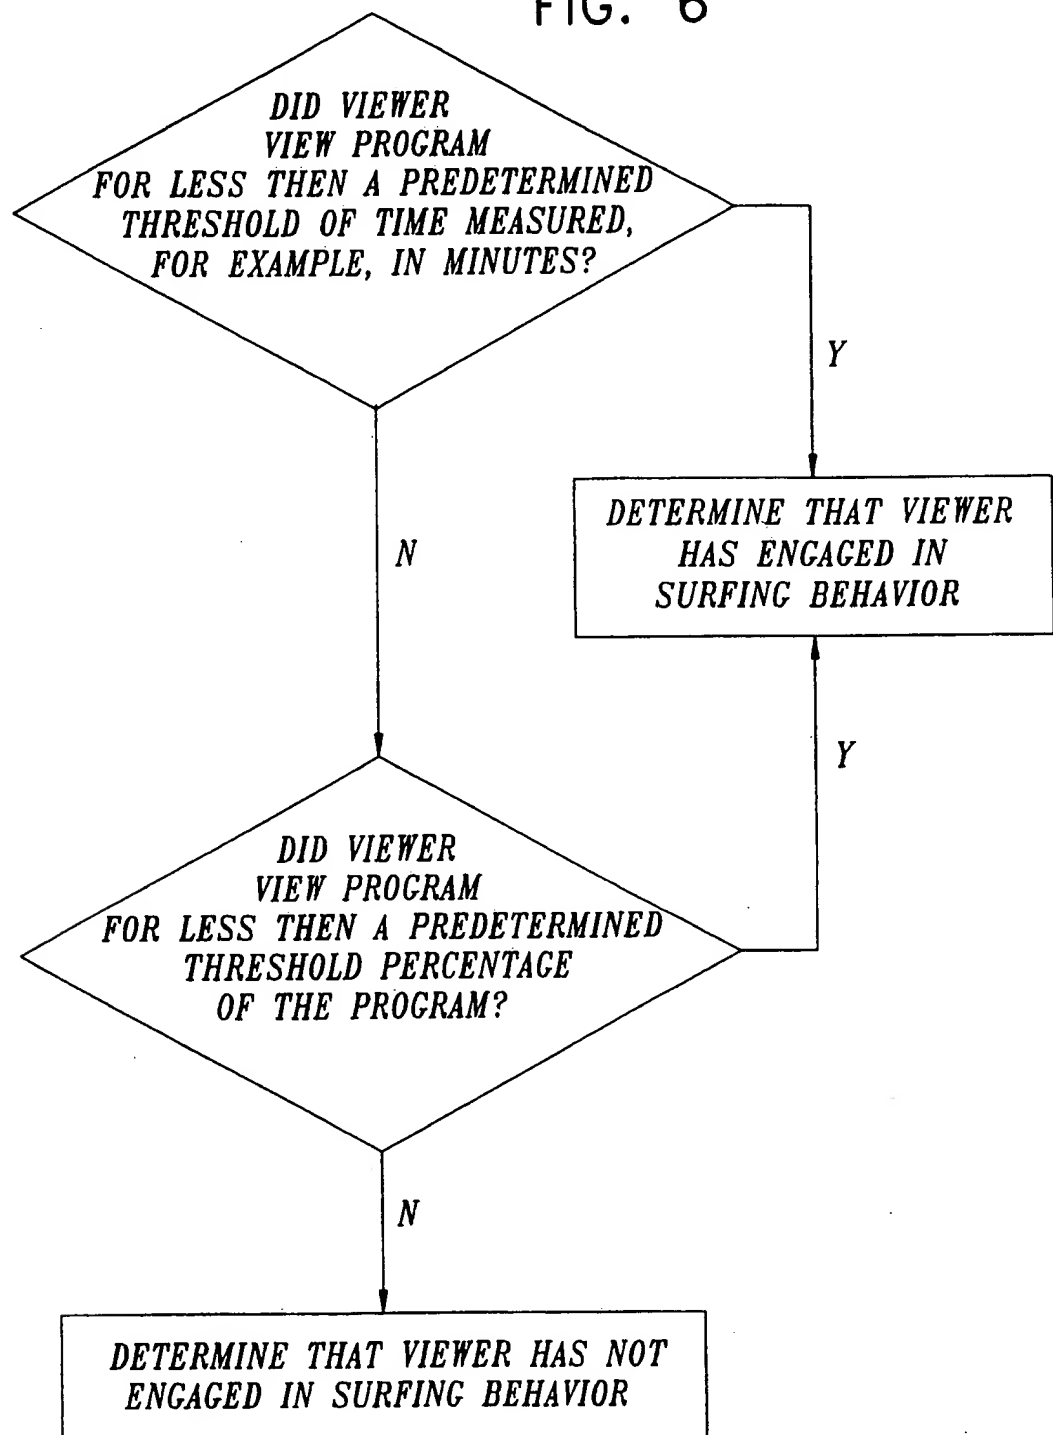 FIG. 6
DID VIEWER
VIEW PROGRAM
FOR LESS THEN A PREDETERMINED
THRESHOLD OF TIME MEASURED,
FOR EXAMPLE, IN MINUTES?
Y
N
DETERMINE THAT VIEWER
HAS ENGAGED IN
SURFING BEHAVIOR
Y
DID VIEWER
VIEW PROGRAM
FOR LESS THEN A PREDETERMINED
THRESHOLD PERCENTAGE
OF THE PROGRAM?
N
DETERMINE THAT VIEWER HAS NOT
ENGAGED IN SURFING BEHAVIOR